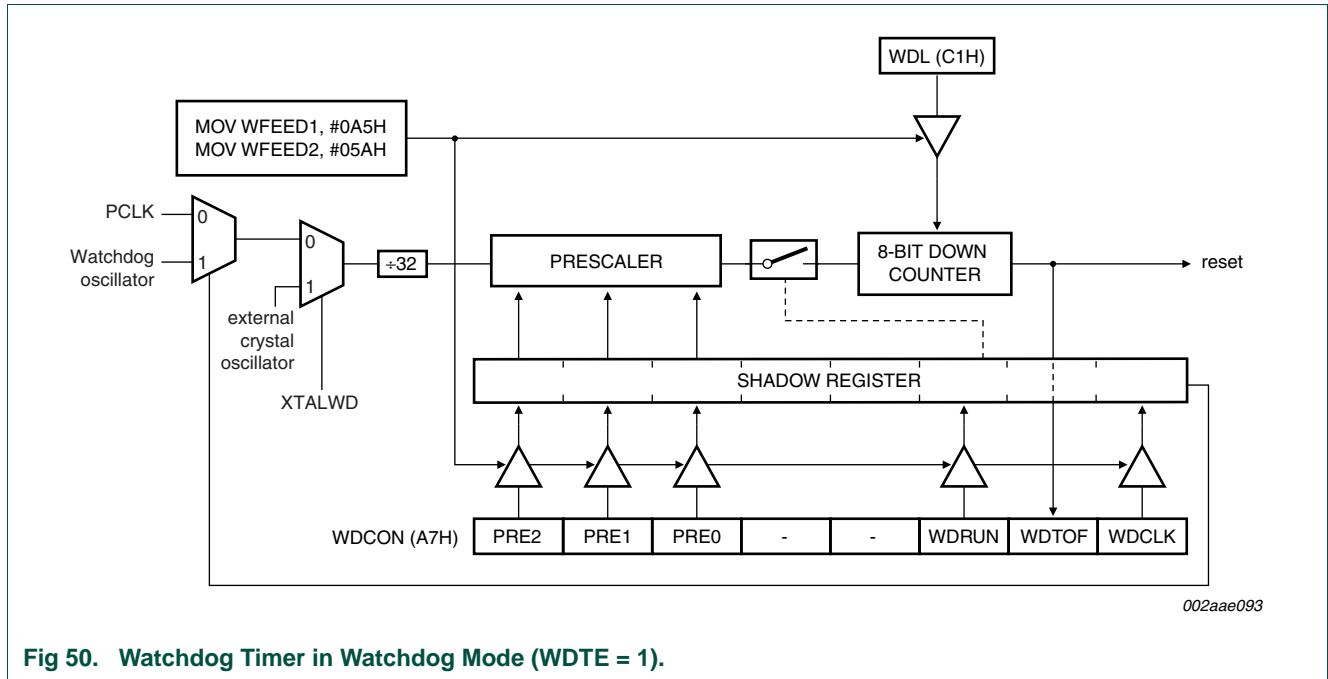 WDL (C1H)
MOV WFEED1, #0A5H
MOV WFEED2, #05AH
PCLK
0
Watchdog
oscillator
1
0
1
external
crystal
oscillator
XTALWD
÷32
PRESCALER
8-BIT DOWN
COUNTER
reset
SHADOW REGISTER
WDCON (A7H)
PRE2
PRE1
PRE0
-
-
WDRUN
WDTOF
WDCLK
002aae093
Fig 50. Watchdog Timer in Watchdog Mode (WDTE = 1).